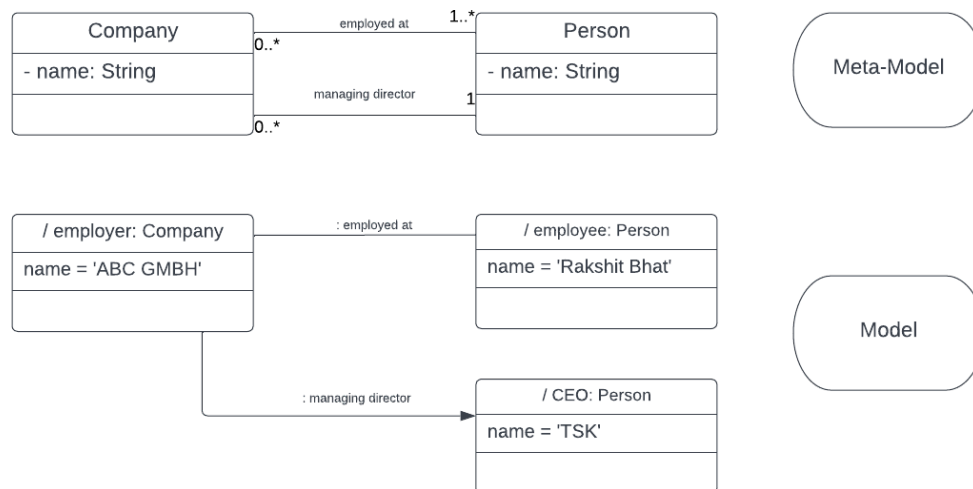 Company
- name: String
employed at
0..*
1..*
managing director
0..*
1
Person
- name: String
Meta-Model
/ employer: Company
name = 'ABC GMBH'
: employed at
/ employee: Person
name = 'Rakshit Bhat'
Model
: managing director
/ CEO: Person
name = 'TSK'